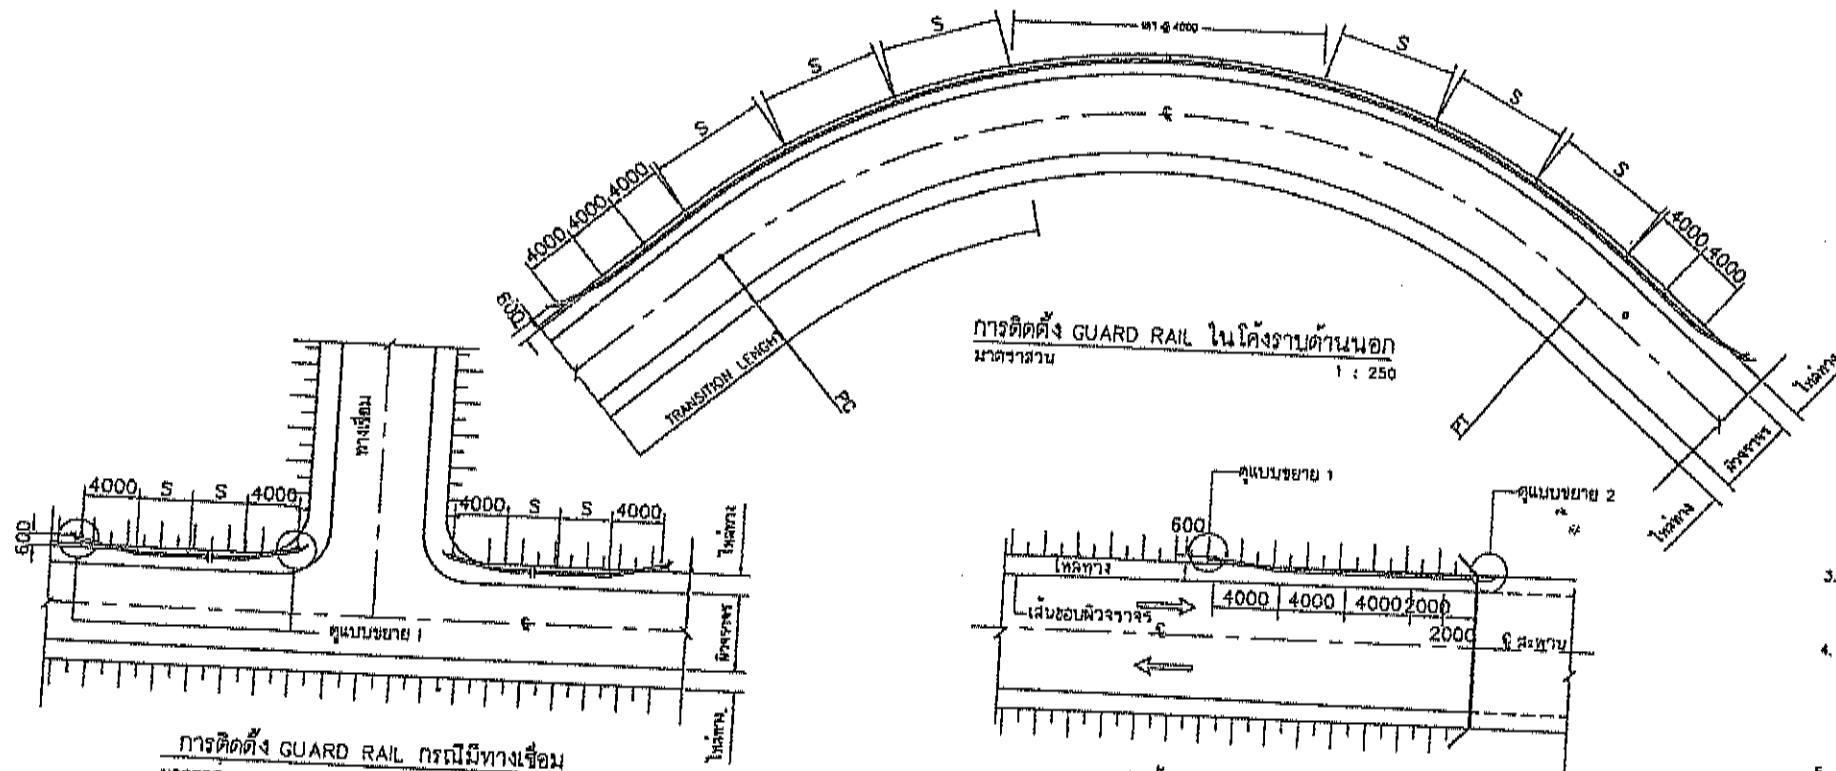 S
S
S
S
S
S
S
4000
4000
4000
4000
4000
600
℄
TRANSITION LENGHT
PC
PT
ไหล่ทาง
ผิวจราจร
ไหล่ทาง
การติดตั้ง GUARD RAIL ในโค้งราบด้านนอก
มาตราส่วน 1 : 250
ทางเชื่อม
4000 S S 4000
4000 S S 4000
600
ไหล่ทาง
ผิวจราจร
ไหล่ทาง
℄
ดูแบบขยาย 1
การติดตั้ง GUARD RAIL กรณีมีทางเชื่อม
ดูแบบขยาย 1
ดูแบบขยาย 2
600
ไหล่ทาง
4000 4000 4000 2000
2000
เส้นขอบผิวจราจร
℄
℄ สะพาน
3.
4.